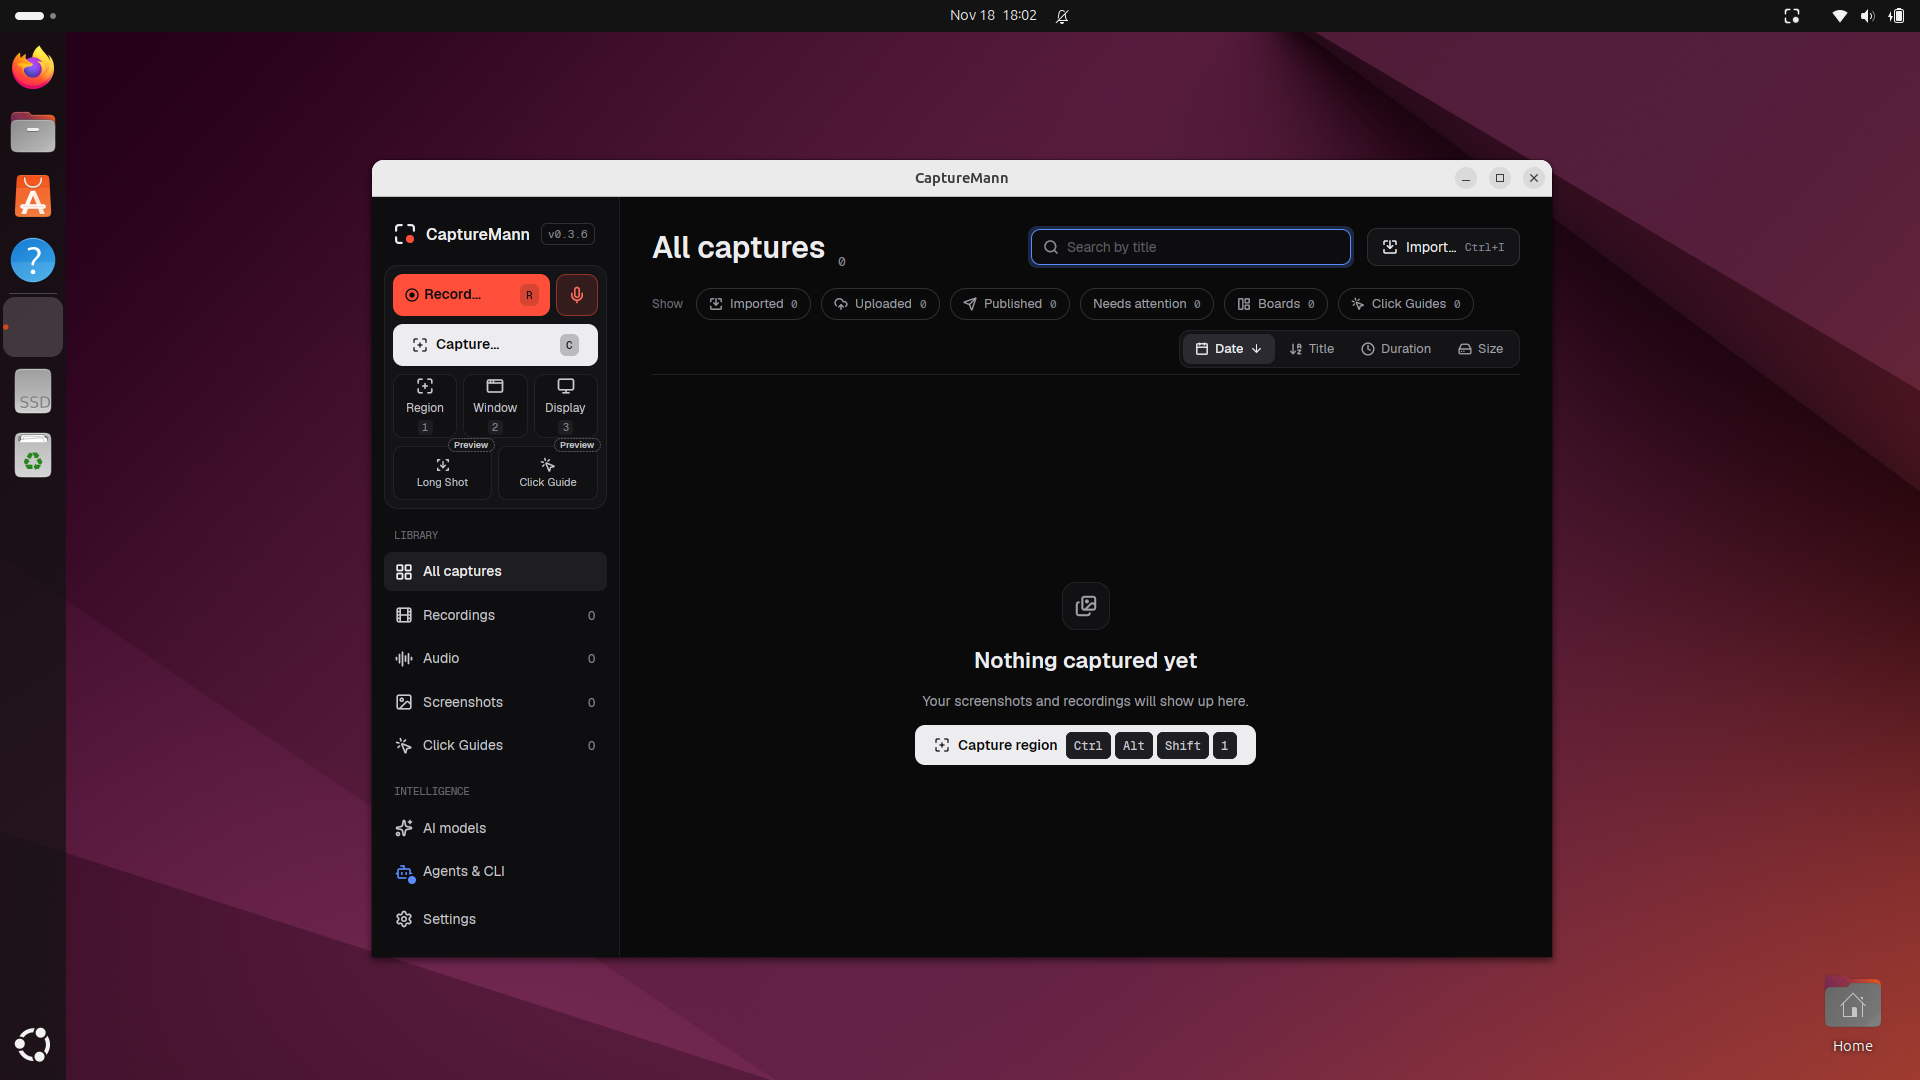 Nov 18 18:02
CaptureMann
CaptureMann v0.3.6
Record... R
Capture... C
Region
1
Window
2
Display
3
Preview
Long Shot
Preview
Click Guide
LIBRARY
All captures
Recordings 0
Audio 0
Screenshots 0
Click Guides 0
INTELLIGENCE
AI models
Agents & CLI
Settings
All captures 0
Search by title
Import... Ctrl+I
Show Imported 0 Uploaded 0 Published 0 Needs attention 0 Boards 0 Click Guides 0
Date Title Duration Size
Nothing captured yet
Your screenshots and recordings will show up here.
Capture region Ctrl Alt Shift 1
SSD
Home